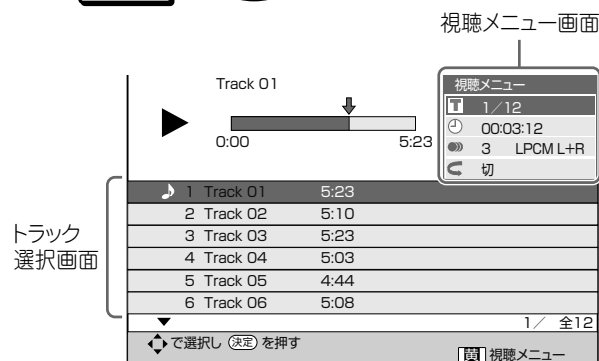 視聴メニュー画面
Track 01
0:00 5:23
視聴メニュー
T 1／12
00:03:12
3 LPCM L+R
切
トラック
選択画面
1 Track 01 5:23
2 Track 02 5:10
3 Track 03 5:23
4 Track 04 5:03
5 Track 05 4:44
6 Track 06 5:08
1／ 全12
で選択し 決定 を押す
黄 視聴メニュー